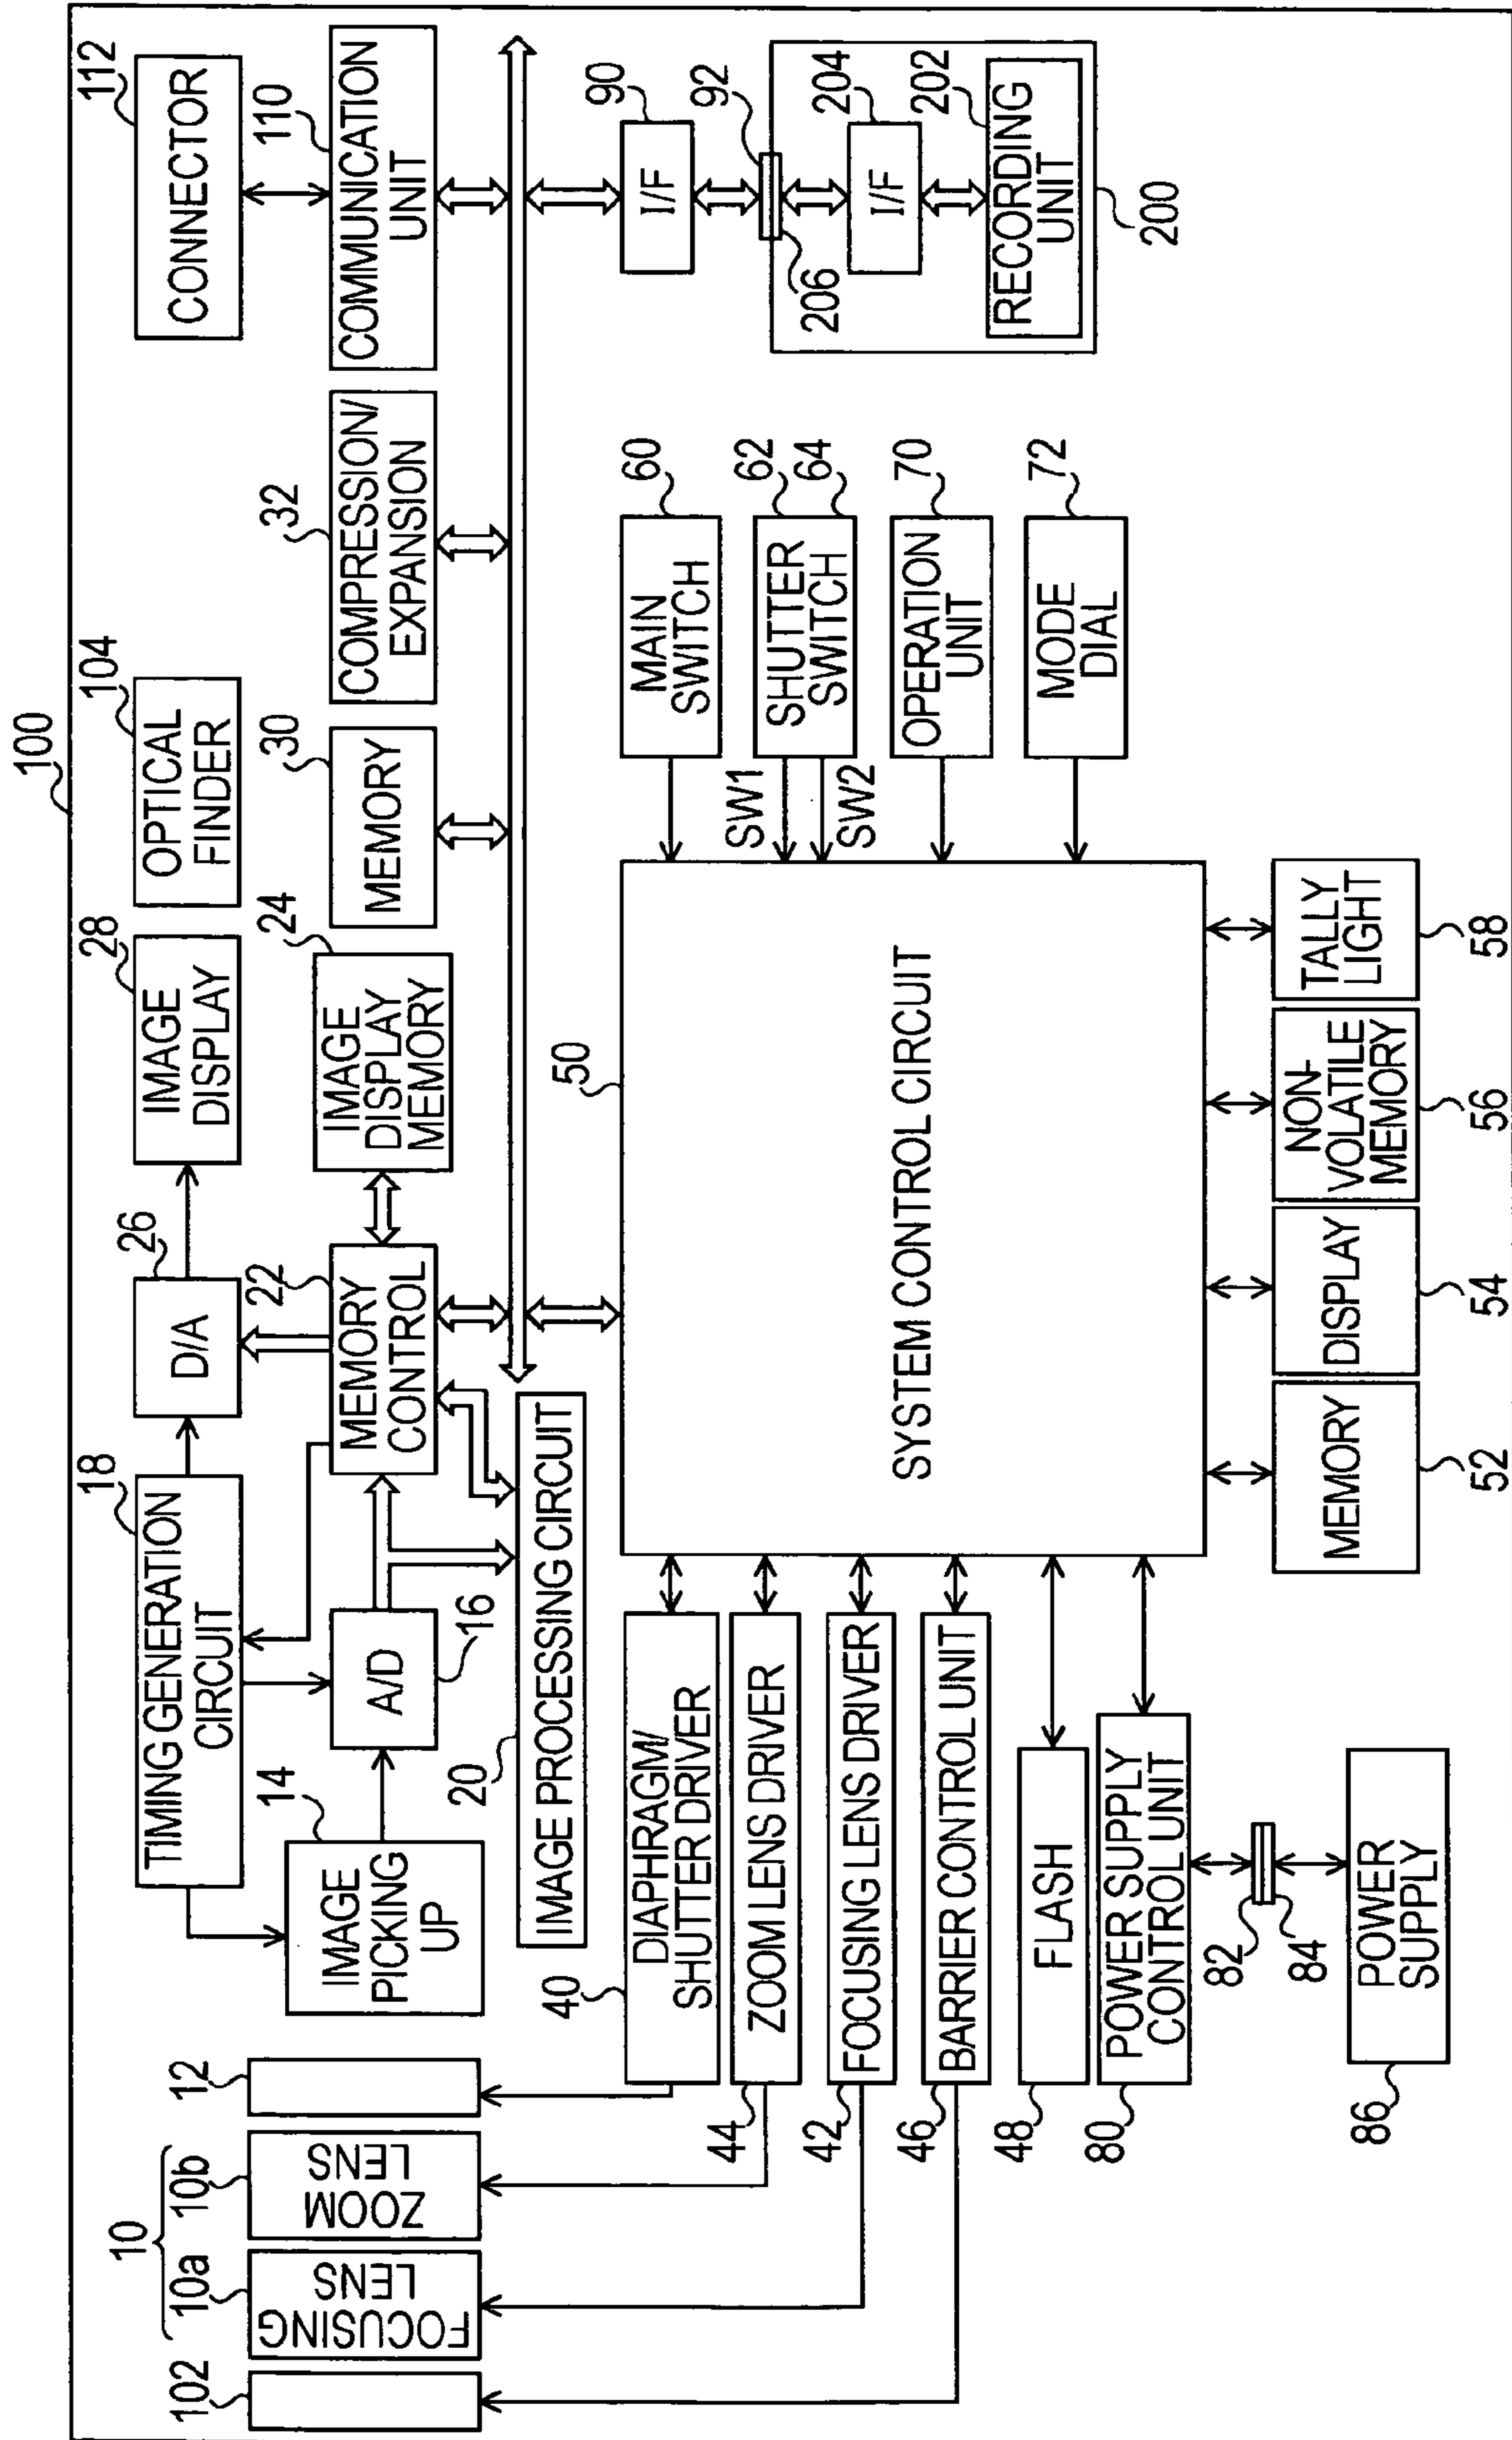 100
102
10
10a
10b
12
FOCUSING
LENS
ZOOM
LENS
18
TIMING GENERATION
CIRCUIT
26
D/A
28
IMAGE
DISPLAY
104
OPTICAL
FINDER
112
CONNECTOR
14
IMAGE
PICKING
UP
A/D
16
22
MEMORY
CONTROL
24
IMAGE
DISPLAY
MEMORY
30
MEMORY
32
COMPRESSION/
EXPANSION
110
COMMUNICATION
UNIT
20
IMAGE PROCESSING CIRCUIT
40
DIAPHRAGM/
SHUTTER DRIVER
44
ZOOM LENS DRIVER
42
FOCUSING LENS DRIVER
46
BARRIER CONTROL UNIT
48
FLASH
80
POWER SUPPLY
CONTROL UNIT
82
84
86
POWER
SUPPLY
50
SYSTEM CONTROL CIRCUIT
MEMORY
52
DISPLAY
54
NON-
VOLATILE
MEMORY
56
TALLY
LIGHT
58
MAIN
SWITCH
60
SW1
SW2
SHUTTER
SWITCH
62
64
OPERATION
UNIT
70
MODE
DIAL
72
90
I/F
92
206
204
I/F
202
RECORDING
UNIT
200